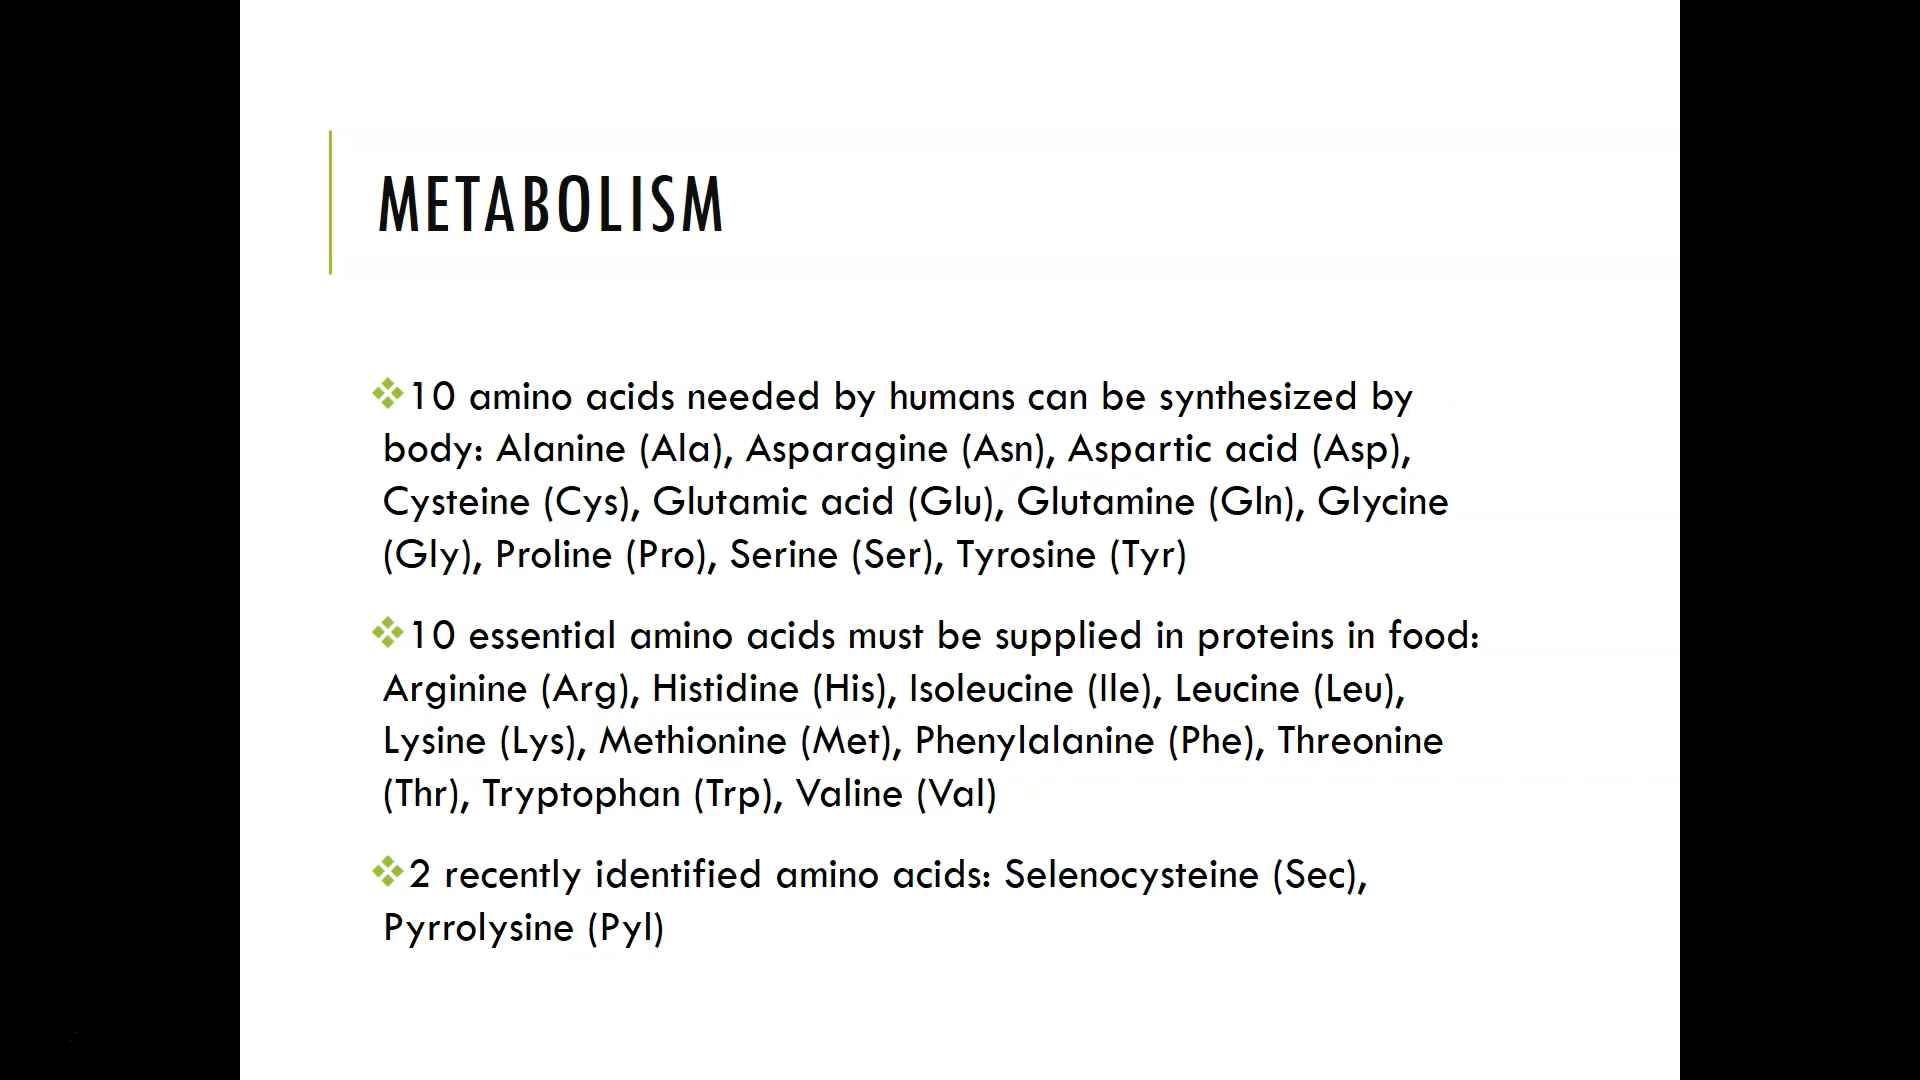 METABOLISM
❖10 amino acids needed by humans can be synthesized by
body: Alanine (Ala), Asparagine (Asn), Aspartic acid (Asp),
Cysteine (Cys), Glutamic acid (Glu), Glutamine (Gln), Glycine
(Gly), Proline (Pro), Serine (Ser), Tyrosine (Tyr)
❖10 essential amino acids must be supplied in proteins in food:
Arginine (Arg), Histidine (His), Isoleucine (Ile), Leucine (Leu),
Lysine (Lys), Methionine (Met), Phenylalanine (Phe), Threonine
(Thr), Tryptophan (Trp), Valine (Val)
❖2 recently identified amino acids: Selenocysteine (Sec),
Pyrrolysine (Pyl)